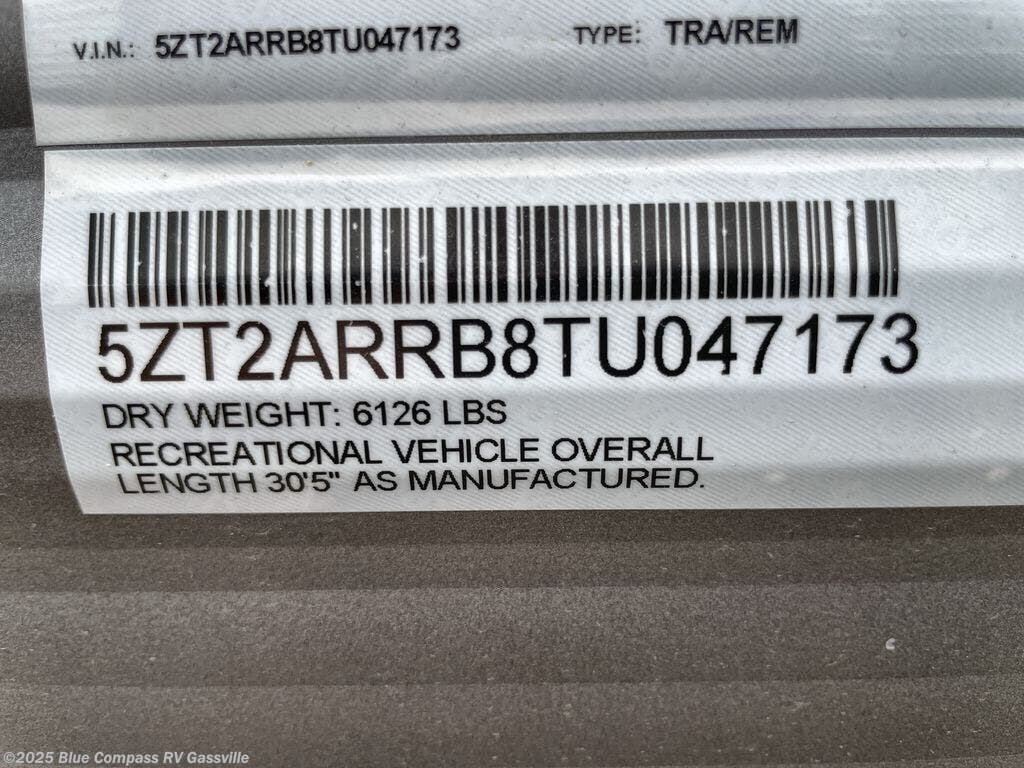 V.I.N.: 5ZT2ARRB8TU047173 TYPE: TRA/REM
5ZT2ARRB8TU047173
DRY WEIGHT: 6126 LBS
RECREATIONAL VEHICLE OVERALL
LENGTH 30'5" AS MANUFACTURED.
©2025 Blue Compass RV Gassville